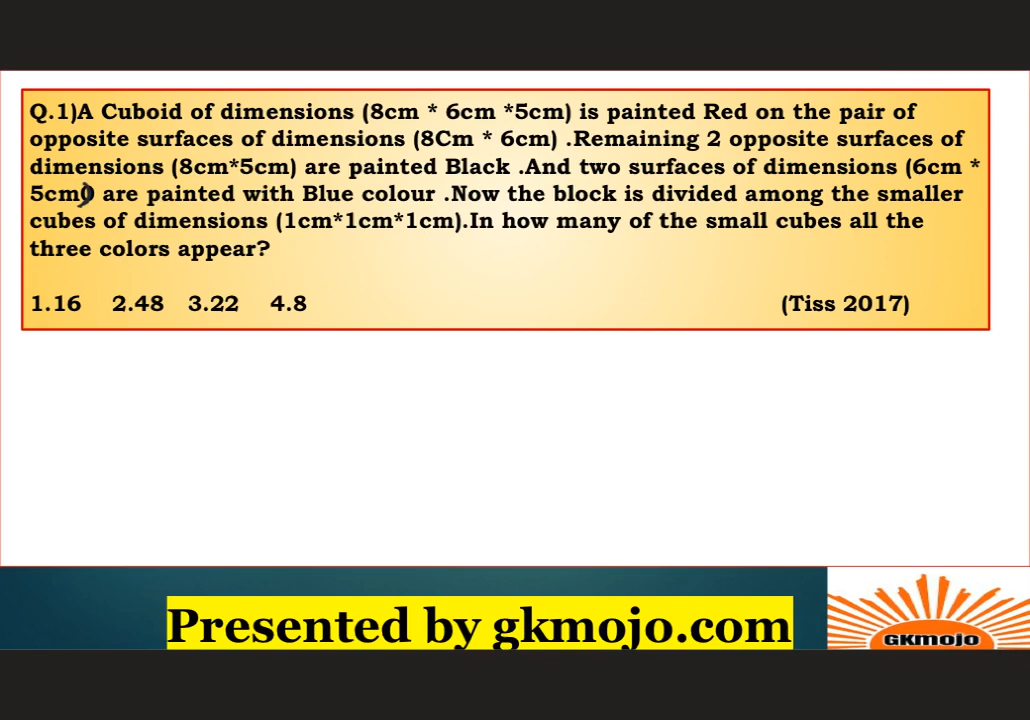 Q.1)A Cuboid of dimensions (8cm * 6cm *5cm) is painted Red on the pair of
opposite surfaces of dimensions (8Cm * 6cm) .Remaining 2 opposite surfaces of
dimensions (8cm*5cm) are painted Black .And two surfaces of dimensions (6cm *
5cm) are painted with Blue colour .Now the block is divided among the smaller
cubes of dimensions (1cm*1cm*1cm).In how many of the small cubes all the
three colors appear?
1.16 2.48 3.22 4.8 (Tiss 2017)
Presented by gkmojo.com
GKmojo